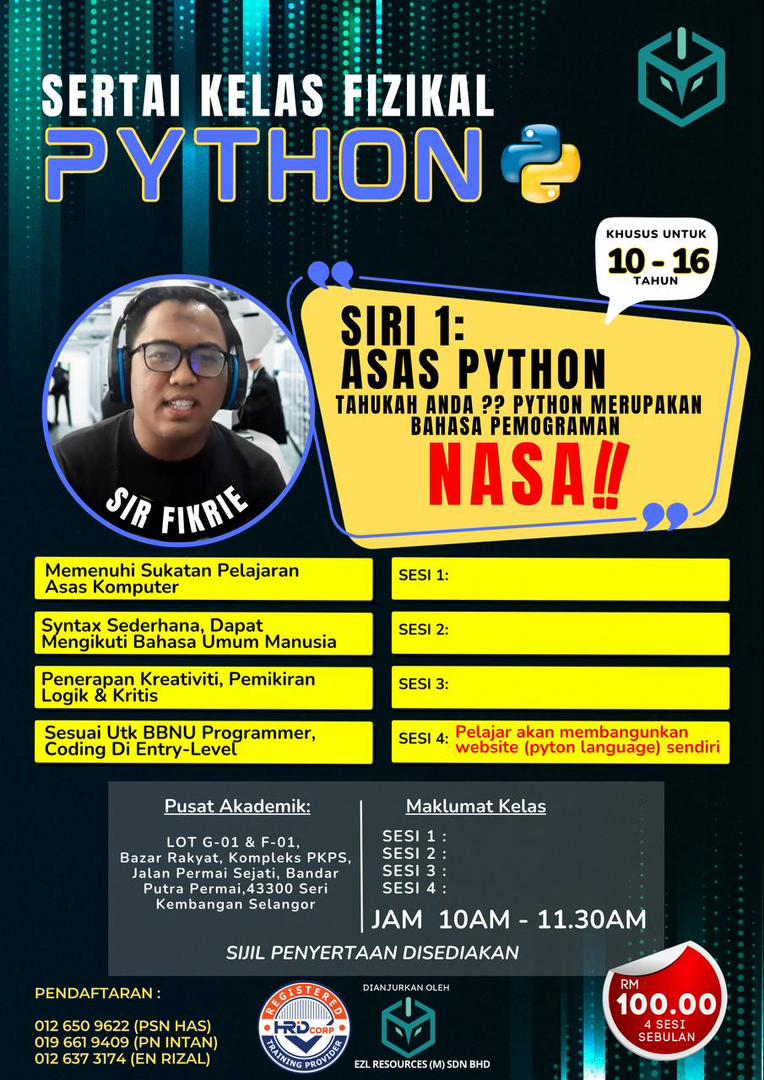 SERTAI KELAS FIZIKAL
PYTHON
KHUSUS UNTUK
10 - 16
TAHUN
SIRI 1:
ASAS PYTHON
TAHUKAH ANDA ?? PYTHON MERUPAKAN
BAHASA PEMOGRAMAN
NASA!!
SIR FIKRIE
Memenuhi Sukatan Pelajaran
Asas Komputer
Syntax Sederhana, Dapat
Mengikuti Bahasa Umum Manusia
Penerapan Kreativiti, Pemikiran
Logik & Kritis
Sesuai Utk BBNU Programmer,
Coding Di Entry-Level
SESI 1:
SESI 2:
SESI 3:
SESI 4: Pelajar akan membangunkan
website (pyton language) sendiri
Pusat Akademik:
LOT G-01 & F-01,
Bazar Rakyat, Kompleks PKPS,
Jalan Permai Sejati, Bandar
Putra Permai,43300 Seri
Kembangan Selangor
Maklumat Kelas
SESI 1 :
SESI 2 :
SESI 3 :
SESI 4 :
JAM 10AM - 11.30AM
SIJIL PENYERTAAN DISEDIAKAN
PENDAFTARAN :
012 650 9622 (PSN HAS)
019 661 9409 (PN INTAN)
012 637 3174 (EN RIZAL)
REGISTERED
HRD CORP
TRAINING PROVIDER
DIANJURKAN OLEH
EZL RESOURCES (M) SDN BHD
RM
100.00
4 SESI
SEBULAN